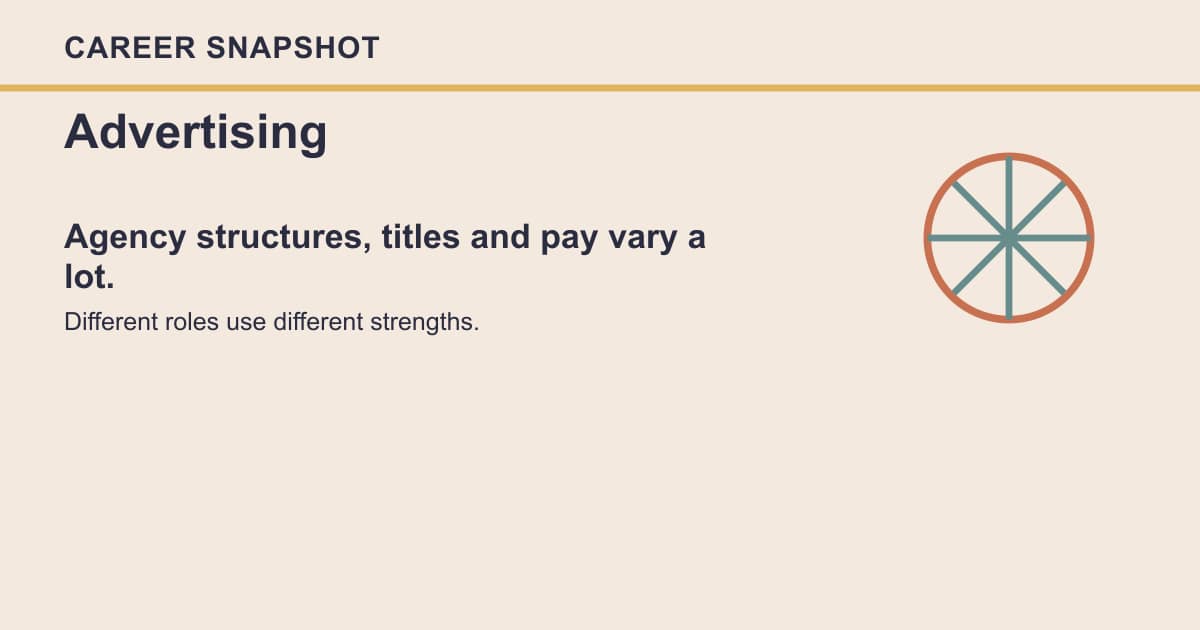 CAREER SNAPSHOT
Advertising
Agency structures, titles and pay vary a
lot.
Different roles use different strengths.